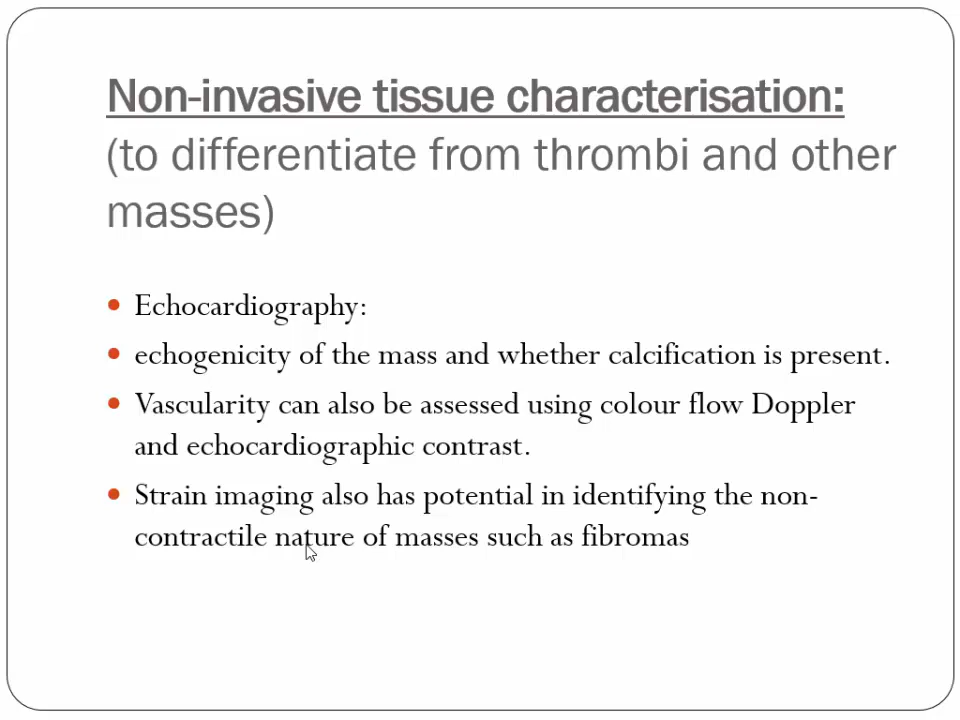 Non-invasive tissue characterisation:
(to differentiate from thrombi and other
masses)
• Echocardiography:
• echogenicity of the mass and whether calcification is present.
• Vascularity can also be assessed using colour flow Doppler
and echocardiographic contrast.
• Strain imaging also has potential in identifying the non-
contractile nature of masses such as fibromas